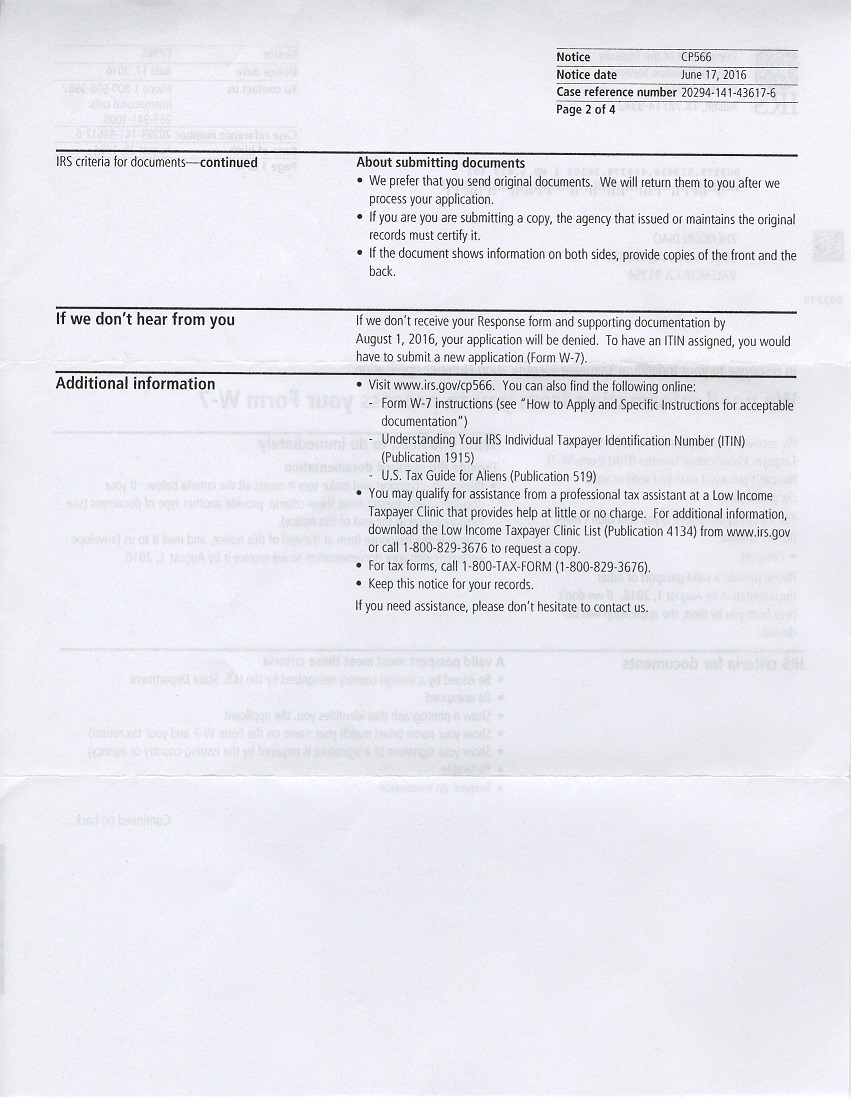 Notice CP566
Notice date June 17, 2016
Case reference number 20294-141-43617-6
Page 2 of 4
IRS criteria for documents—continued
About submitting documents
• We prefer that you send original documents. We will return them to you after we
process your application.
• If you are you are submitting a copy, the agency that issued or maintains the original
records must certify it.
• If the document shows information on both sides, provide copies of the front and the
back.
If we don't hear from you
If we don't receive your Response form and supporting documentation by
August 1, 2016, your application will be denied. To have an ITIN assigned, you would
have to submit a new application (Form W-7).
Additional information
• Visit www.irs.gov/cp566. You can also find the following online:
- Form W-7 instructions (see "How to Apply and Specific Instructions for acceptable
documentation")
- Understanding Your IRS Individual Taxpayer Identification Number (ITIN)
(Publication 1915)
- U.S. Tax Guide for Aliens (Publication 519)
• You may qualify for assistance from a professional tax assistant at a Low Income
Taxpayer Clinic that provides help at little or no charge. For additional information,
download the Low Income Taxpayer Clinic List (Publication 4134) from www.irs.gov
or call 1-800-829-3676 to request a copy.
• For tax forms, call 1-800-TAX-FORM (1-800-829-3676).
• Keep this notice for your records.
If you need assistance, please don't hesitate to contact us.